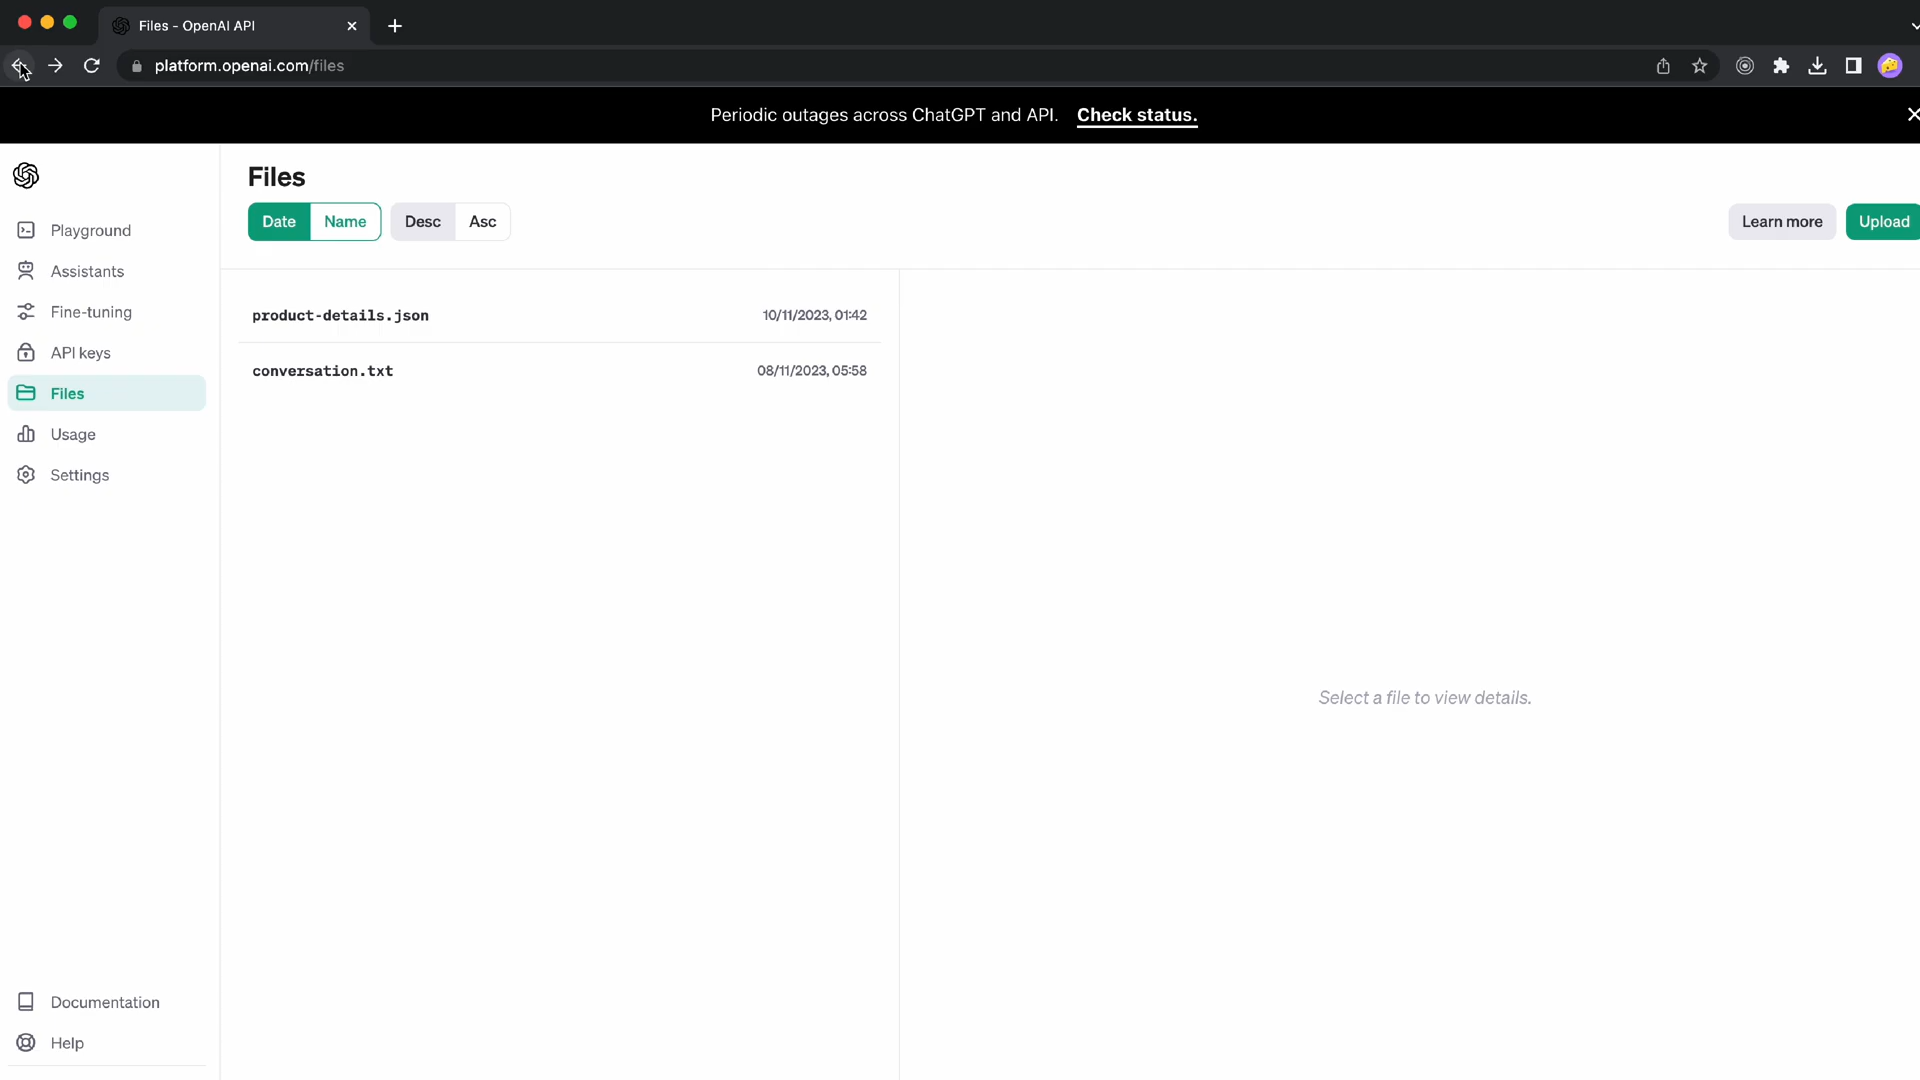 Files - OpenAI API
platform.openai.com/files
Periodic outages across ChatGPT and API. Check status.
Files
Date Name Desc Asc
Learn more Upload
Playground
Assistants
Fine-tuning
API keys
Files
Usage
Settings
product-details.json 10/11/2023, 01:42
conversation.txt 08/11/2023, 05:58
Select a file to view details.
Documentation
Help